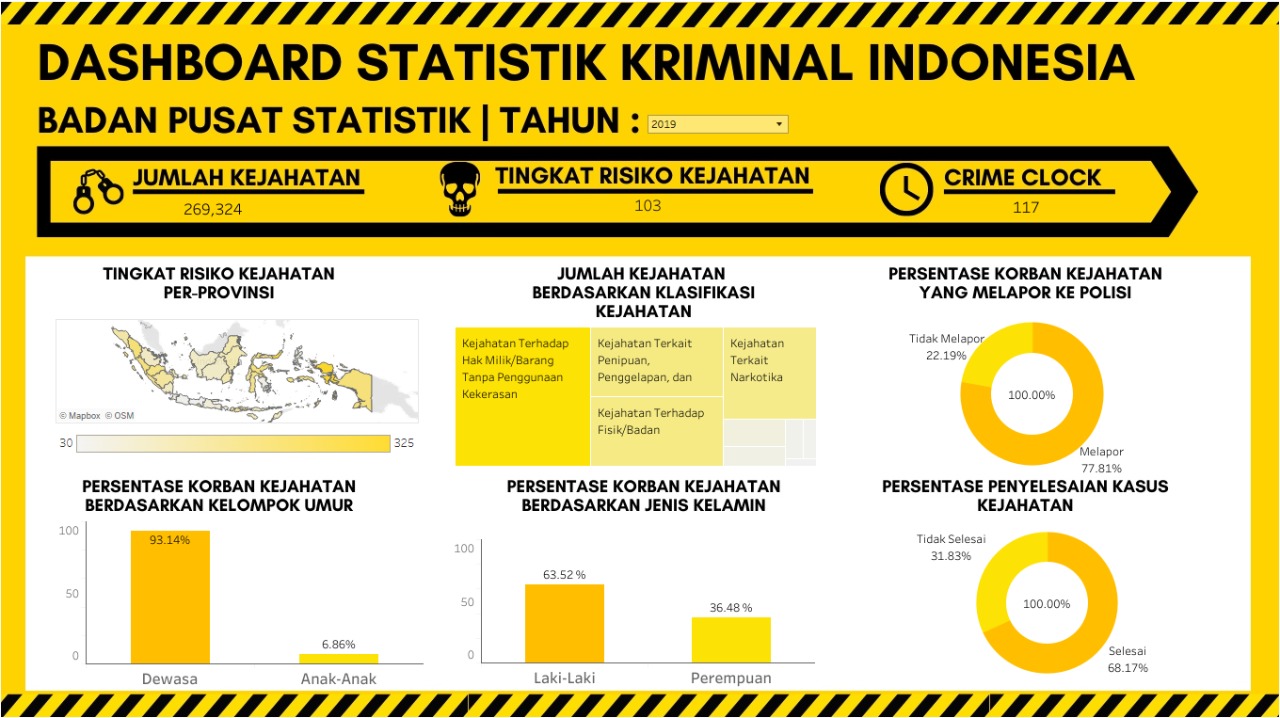 DASHBOARD STATISTIK KRIMINAL INDONESIA
BADAN PUSAT STATISTIK | TAHUN : 2019
JUMLAH KEJAHATAN
269,324
TINGKAT RISIKO KEJAHATAN
103
CRIME CLOCK
117
TINGKAT RISIKO KEJAHATAN
PER-PROVINSI
© Mapbox © OSM
30
325
JUMLAH KEJAHATAN
BERDASARKAN KLASIFIKASI
KEJAHATAN
Kejahatan Terhadap
Hak Milik/Barang
Tanpa Penggunaan
Kekerasan
Kejahatan Terkait
Penipuan,
Penggelapan, dan
Kejahatan Terhadap
Fisik/Badan
Kejahatan
Terkait
Narkotika
PERSENTASE KORBAN KEJAHATAN
YANG MELAPOR KE POLISI
Tidak Melapor
22.19%
100.00%
Melapor
77.81%
PERSENTASE KORBAN KEJAHATAN
BERDASARKAN KELOMPOK UMUR
100
50
0
93.14%
6.86%
Dewasa
Anak-Anak
PERSENTASE KORBAN KEJAHATAN
BERDASARKAN JENIS KELAMIN
100
50
0
63.52 %
36.48 %
Laki-Laki
Perempuan
PERSENTASE PENYELESAIAN KASUS
KEJAHATAN
Tidak Selesai
31.83%
100.00%
Selesai
68.17%